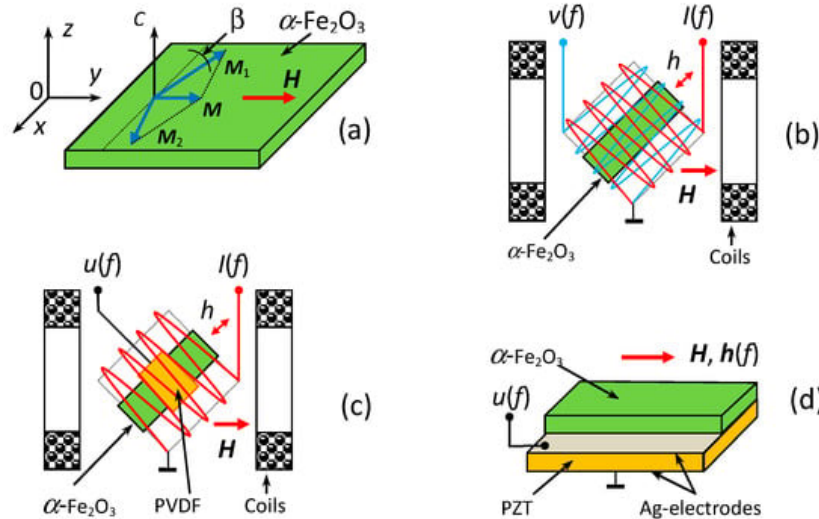 z
c
β
α-Fe₂O₃
0
y
x
M₁
M
M₂
H
(a)
v(f)
I(f)
h
H
(b)
α-Fe₂O₃
Coils
u(f)
I(f)
h
H
(c)
α-Fe₂O₃
PVDF
Coils
α-Fe₂O₃
H, h(f)
u(f)
(d)
PZT
Ag-electrodes